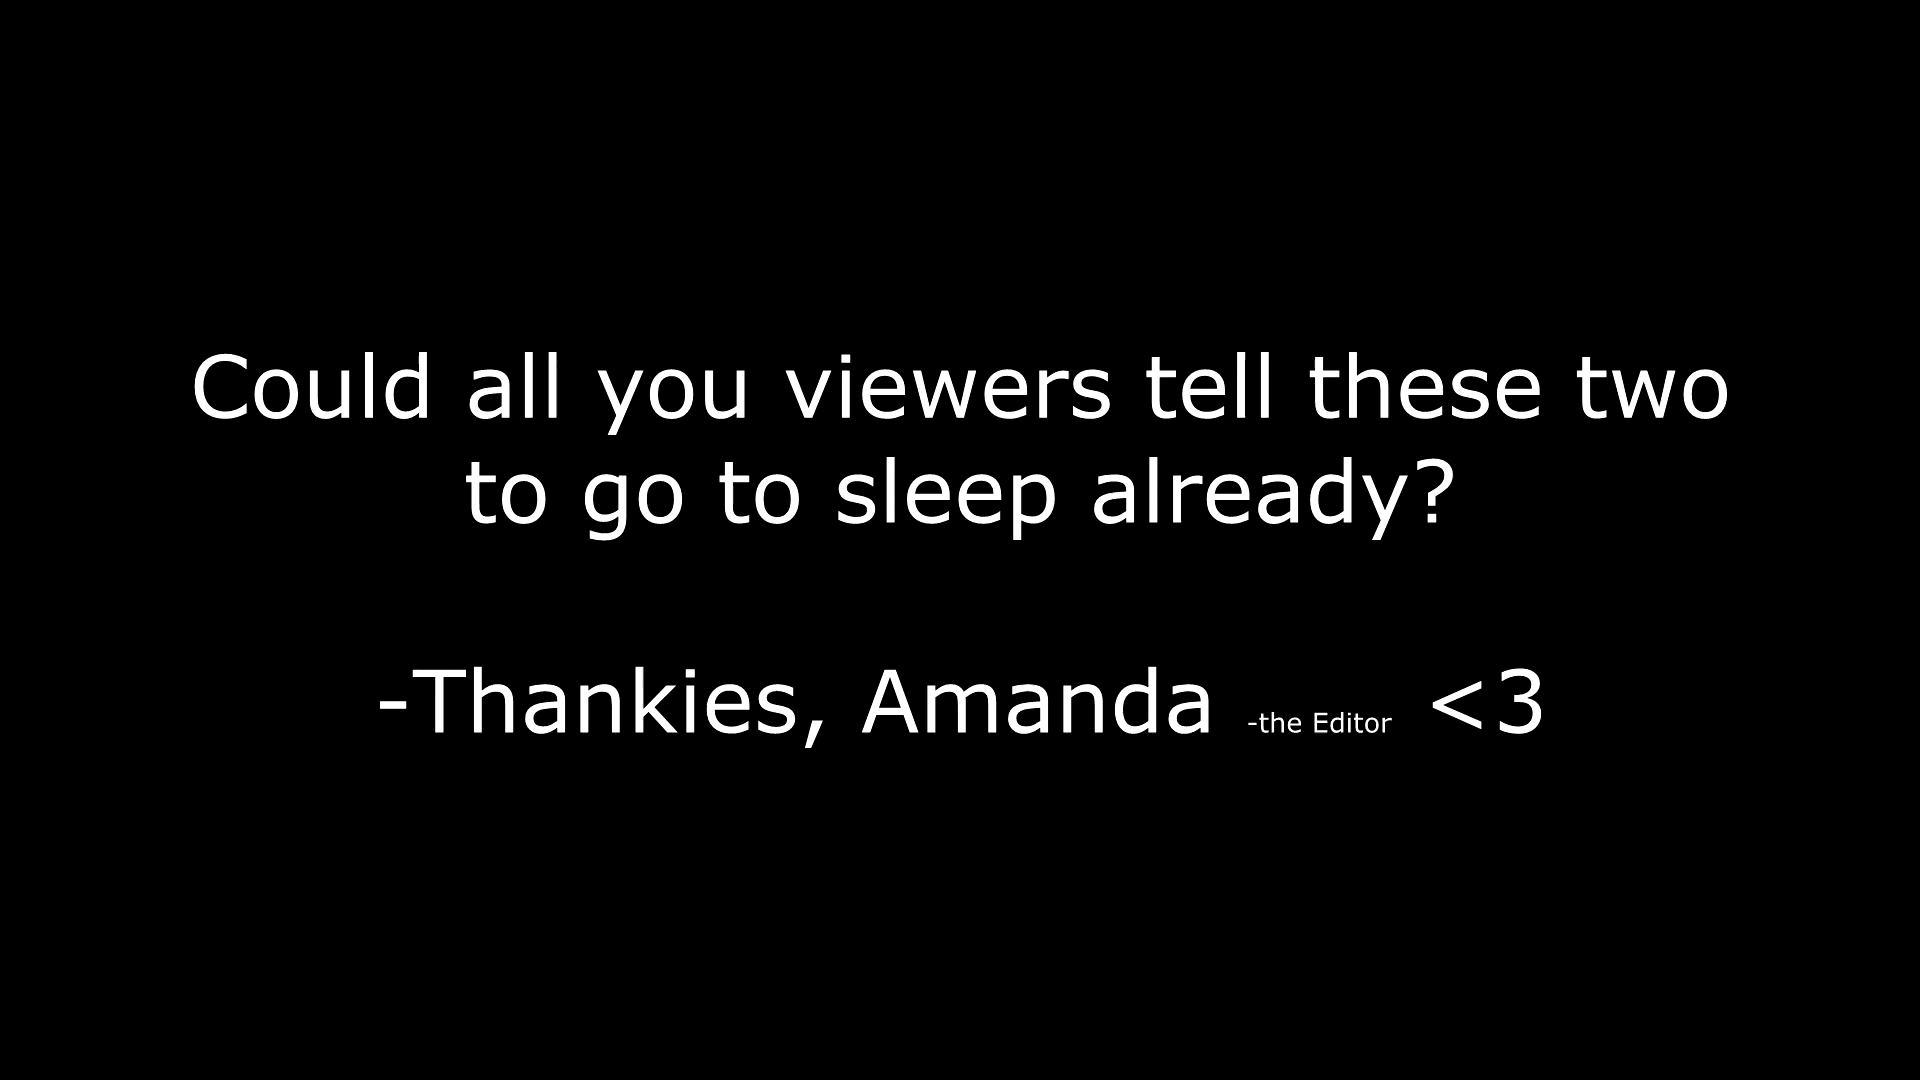 Could all you viewers tell these two
to go to sleep already?
-Thankies, Amanda -the Editor <3